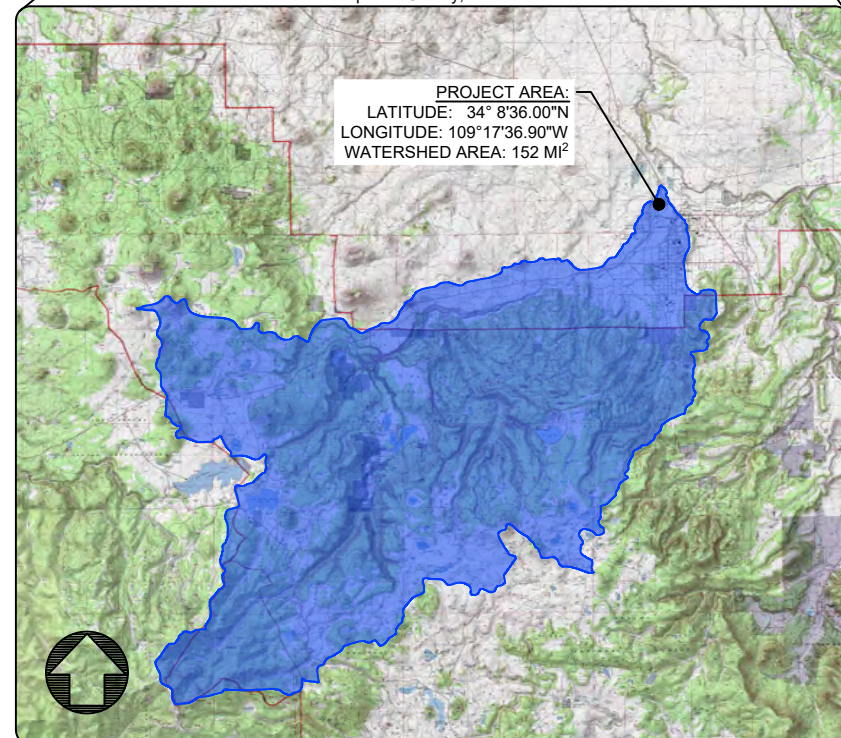 PROJECT AREA:
LATITUDE: 34° 8'36.00"N
LONGITUDE: 109°17'36.90"W
WATERSHED AREA: 152 MI²